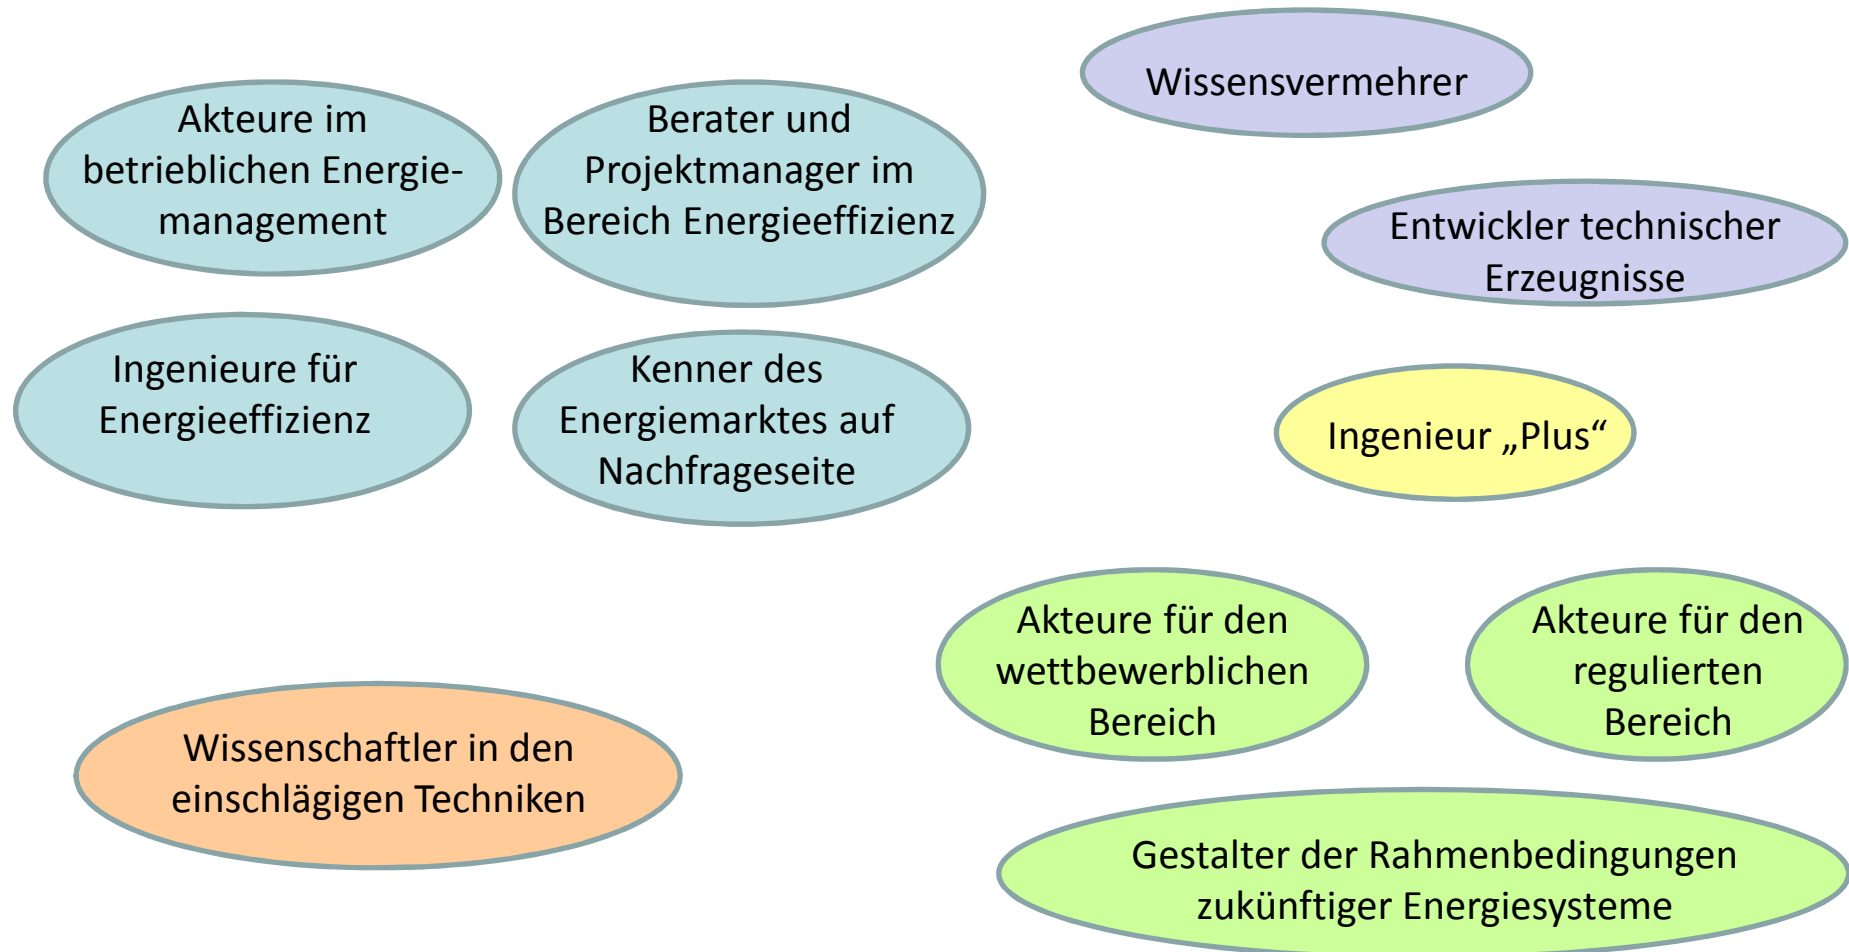 Wissensvermehrer
Akteure im
betrieblichen Energie-
management
Berater und
Projektmanager im
Bereich Energieeffizienz
Entwickler technischer
Erzeugnisse
Ingenieure für
Energieeffizienz
Kenner des
Energiemarktes auf
Nachfrageseite
Ingenieur „Plus“
Akteure für den
wettbewerblichen
Bereich
Akteure für den
regulierten
Bereich
Wissenschaftler in den
einschlägigen Techniken
Gestalter der Rahmenbedingungen
zukünftiger Energiesysteme